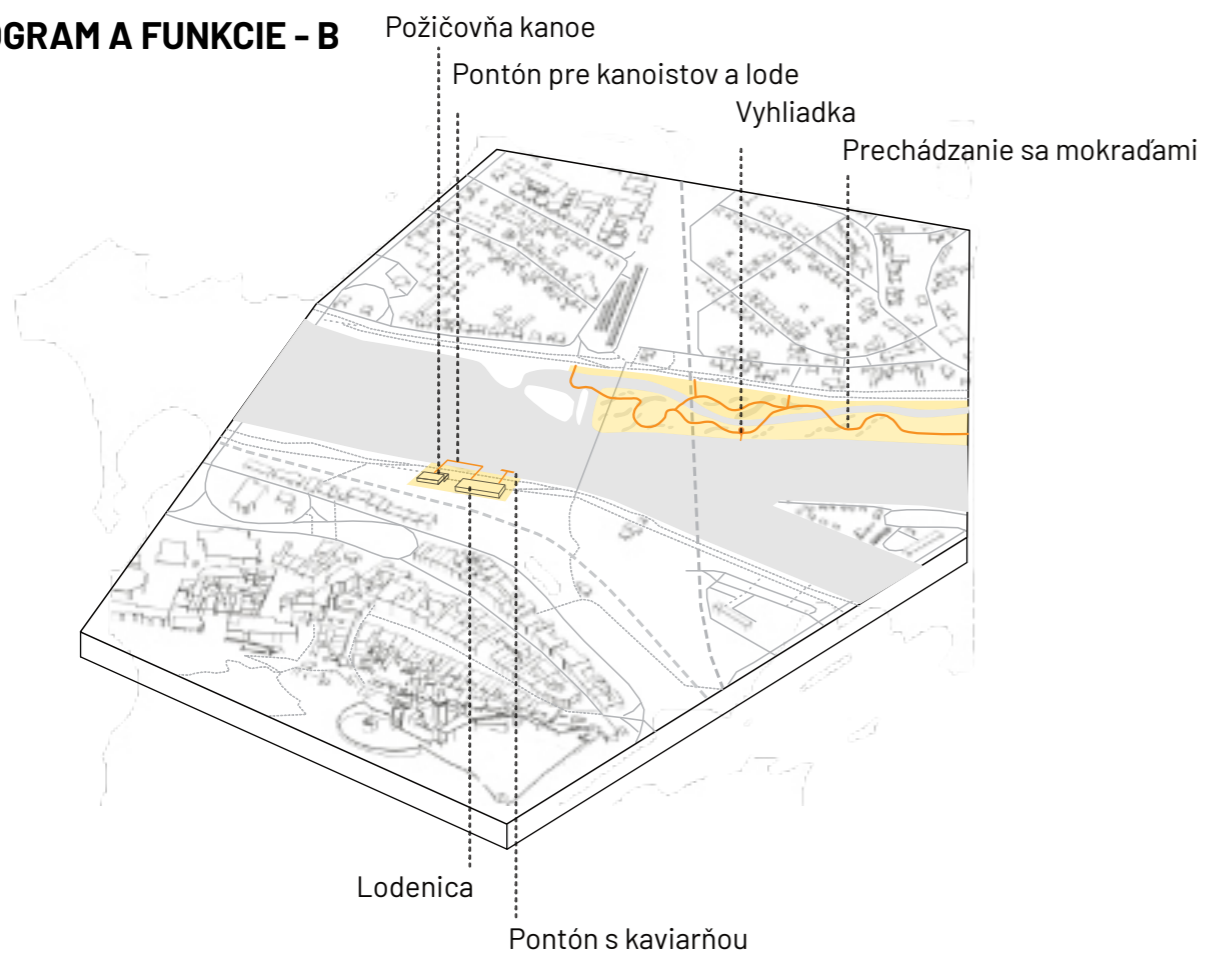 OGRAM A FUNKCIE - B
Požičovňa kanoe
Pontón pre kanoistov a lode
Vyhliadka
Prechádzanie sa mokraďami
Lodenica
Pontón s kaviarňou